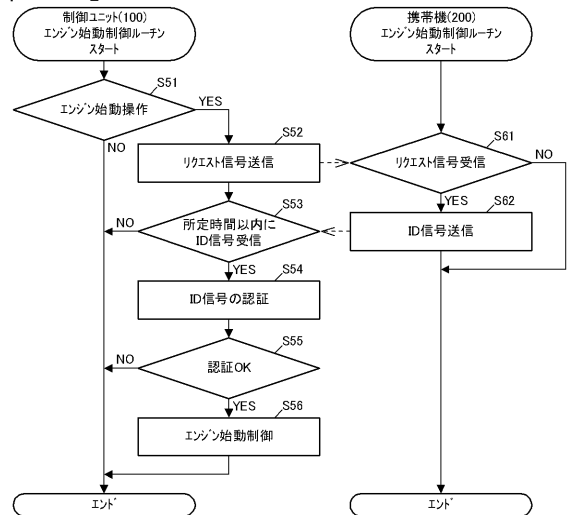 制御ユニット(100)
エンジン始動制御ルーチン
スタート
S51
エンジン始動操作
YES
NO
S52
リクエスト信号送信
S53
所定時間以内に
ID信号受信
NO
YES
S54
ID信号の認証
S55
認証OK
NO
YES
S56
エンジン始動制御
エンド
携帯機(200)
エンジン始動制御ルーチン
スタート
S61
リクエスト信号受信
NO
YES
S62
ID信号送信
エンド